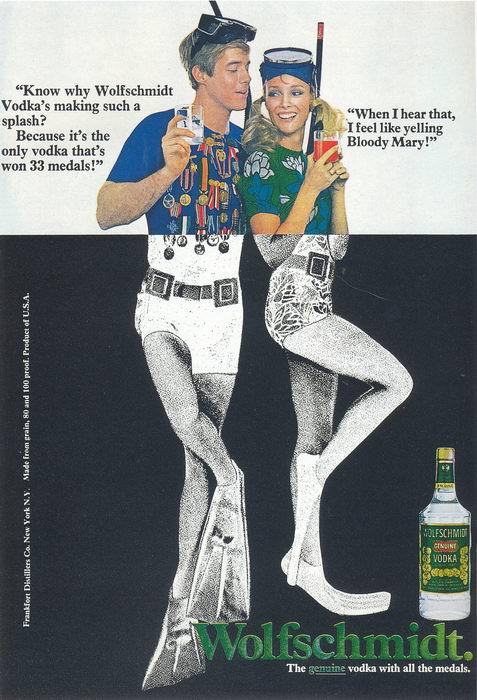 “Know why Wolfschmidt
Vodka’s making such a
splash?
Because it’s the
only vodka that’s
won 33 medals!”
“When I hear that,
I feel like yelling
Bloody Mary!”
Frankfort Distillers Co. New York N.Y. Made from grain, 80 and 100 proof. Product of U.S.A.
WOLFSCHMIDT
GENUINE
VODKA
Wolfschmidt.
The genuine vodka with all the medals.